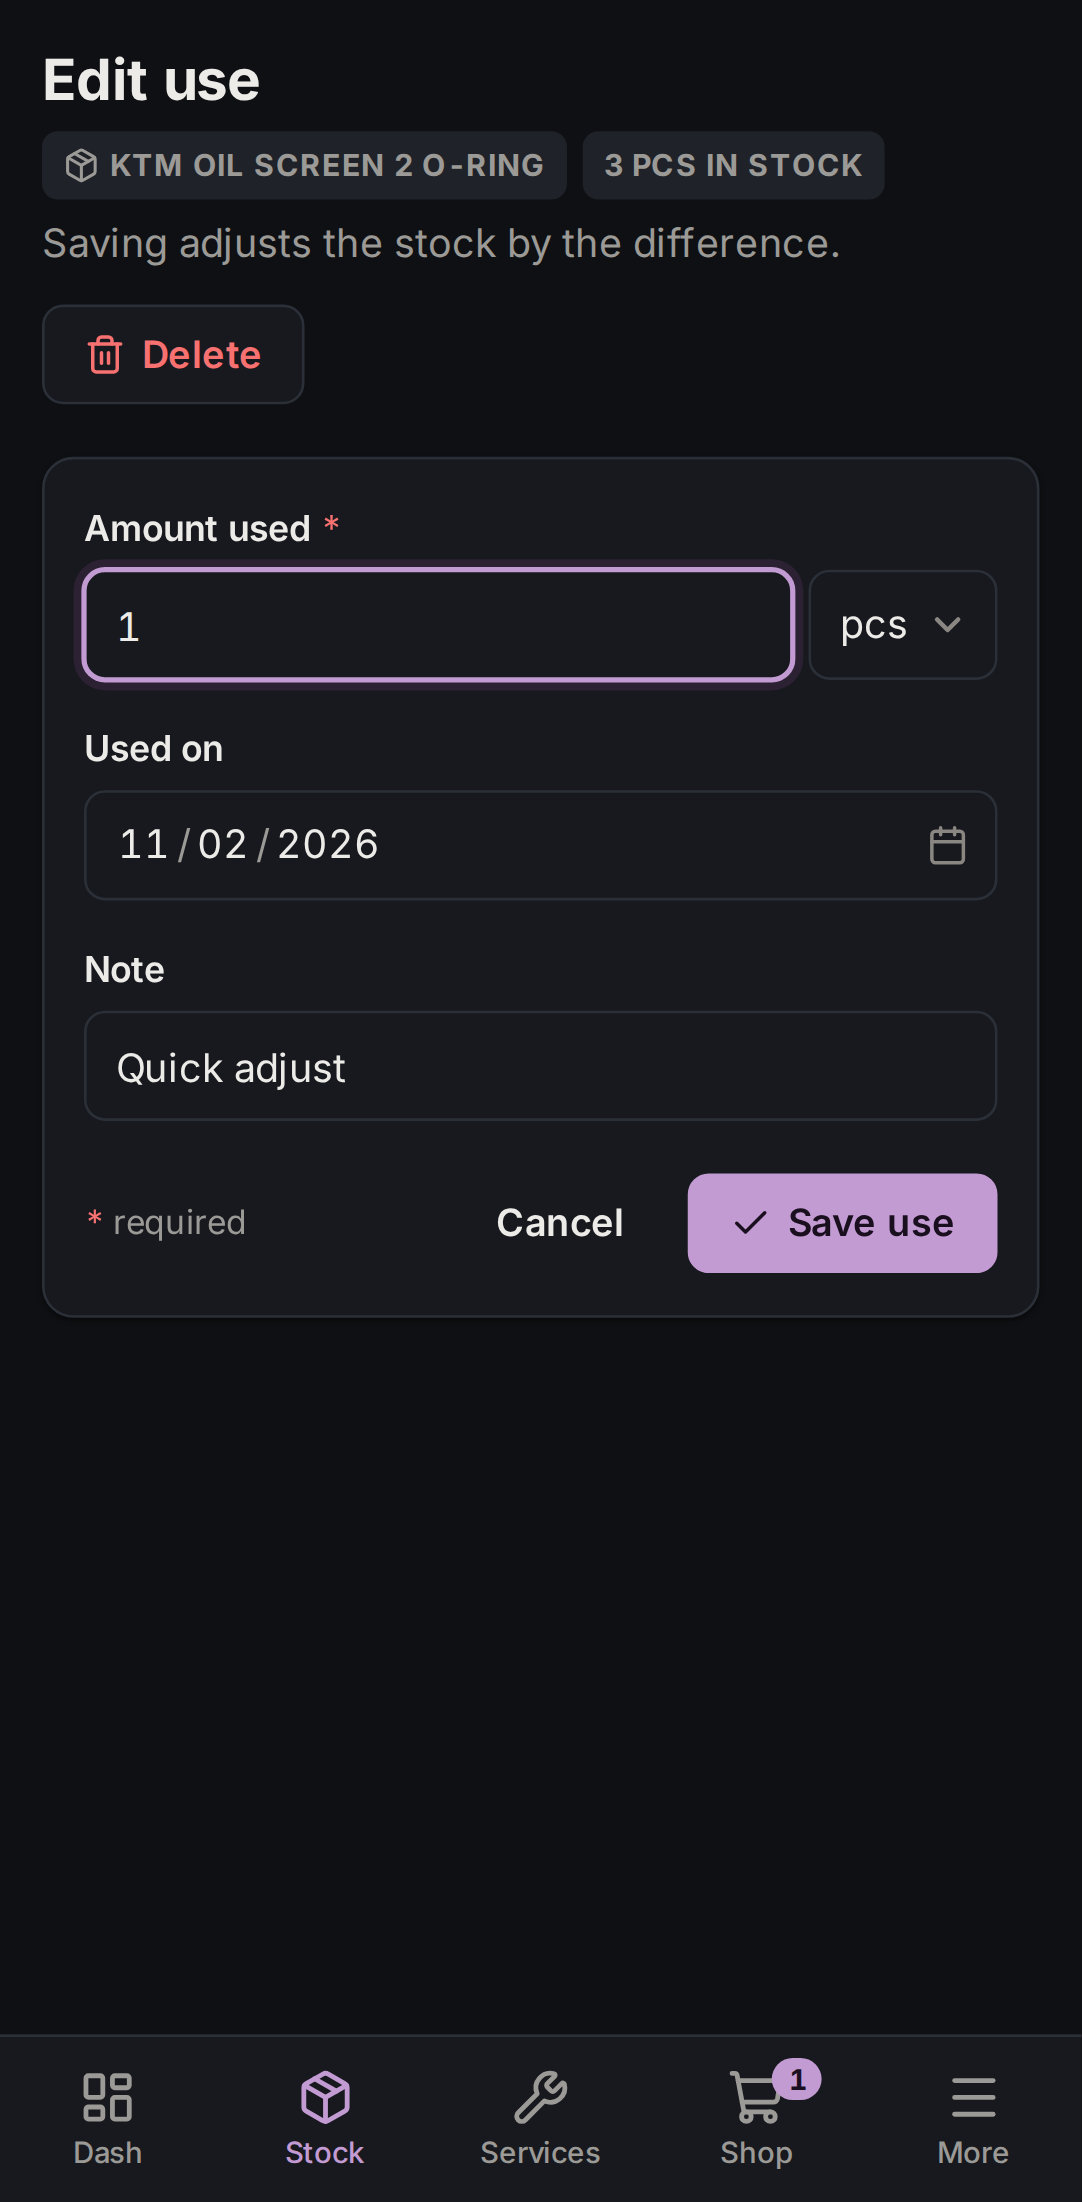 Edit use
KTM OIL SCREEN 2 O-RING
3 PCS IN STOCK
Saving adjusts the stock by the difference.
Delete
Amount used *
1
pcs
Used on
11/02/2026
Note
Quick adjust
* required
Cancel
Save use
1
Dash
Stock
Services
Shop
More